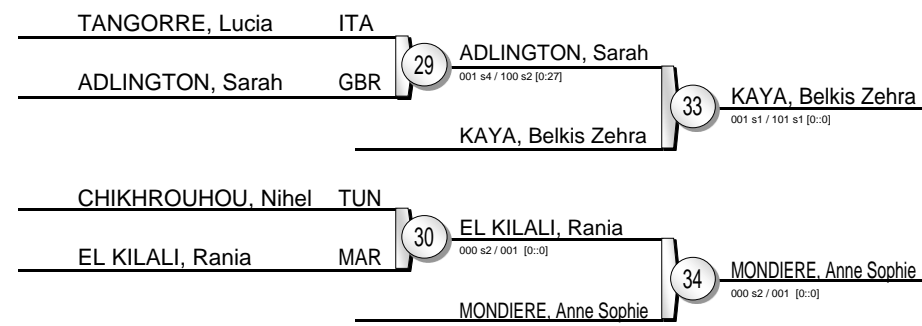 TANGORRE, Lucia ITA
ADLINGTON, Sarah GBR
29
ADLINGTON, Sarah
001 s4 / 100 s2 [0:27]
KAYA, Belkis Zehra
33
KAYA, Belkis Zehra
001 s1 / 101 s1 [0::0]
CHIKHROUHOU, Nihel TUN
EL KILALI, Rania MAR
30
EL KILALI, Rania
000 s2 / 001 [0::0]
MONDIERE, Anne Sophie
34
MONDIERE, Anne Sophie
000 s2 / 001 [0::0]